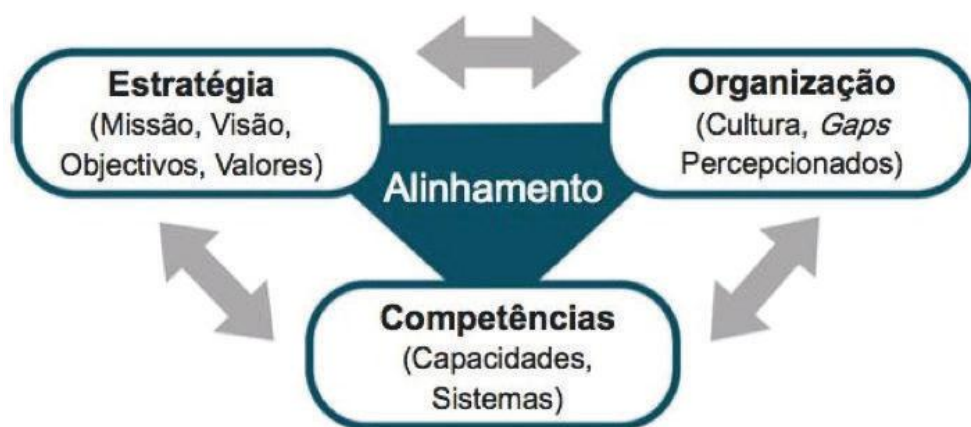 Estratégia
(Missão, Visão,
Objectivos, Valores)
Organização
(Cultura, Gaps
Percepcionados)
Alinhamento
Competências
(Capacidades,
Sistemas)